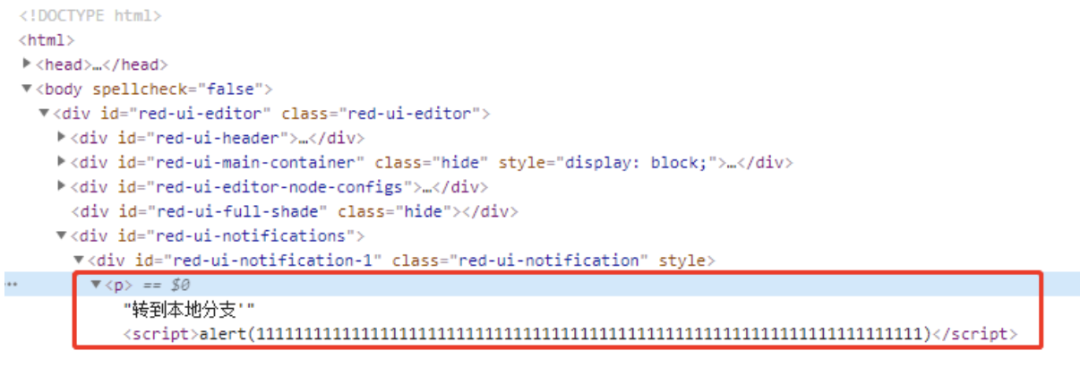 <!DOCTYPE html>
<html>
▶<head>…</head>
▼<body spellcheck="false">
▼<div id="red-ui-editor" class="red-ui-editor">
▶<div id="red-ui-header">…</div>
▶<div id="red-ui-main-container" class="hide" style="display: block;">…</div>
▶<div id="red-ui-editor-node-configs">…</div>
<div id="red-ui-full-shade" class="hide"></div>
▼<div id="red-ui-notifications">
▼<div id="red-ui-notification-1" class="red-ui-notification" style>
▼<p> == $0
"转到本地分支'"
<script>alert(1111111111111111111111111111111111111111111111111111111111111111111111)</script>